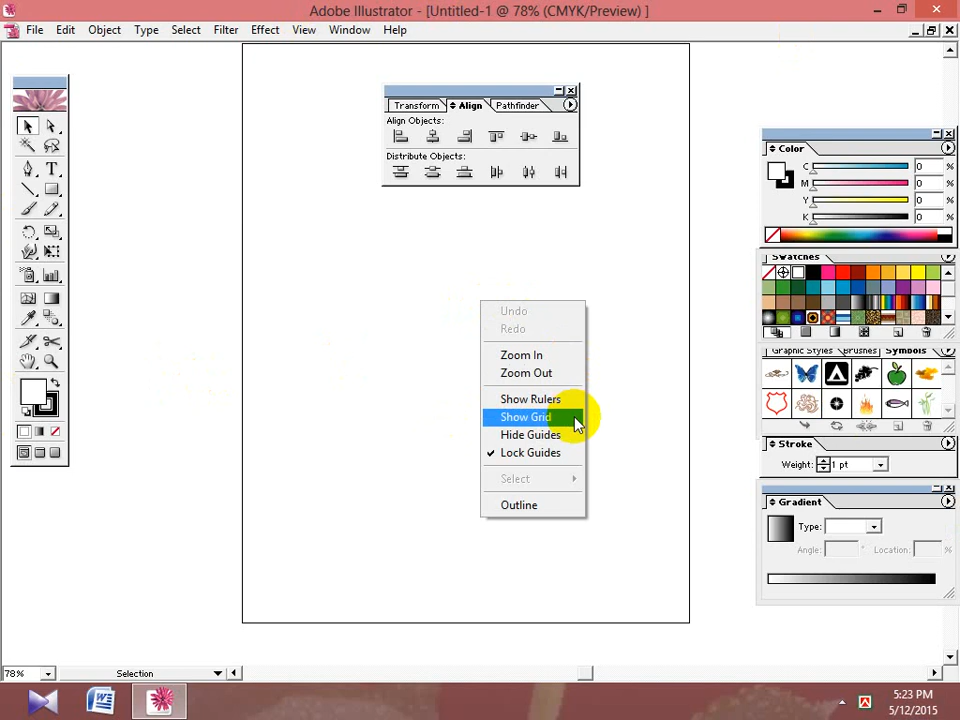 Adobe Illustrator - [Untitled-1 @ 78% (CMYK/Preview) ]
File Edit Object Type Select Filter Effect View Window Help
Transform Align Pathfinder
Align Objects:
Distribute Objects:
Color
C 0 %
M 0 %
Y 0 %
K 0 %
Swatches
Graphic Styles Brushes Symbols
Stroke
Weight: 1 pt
Gradient
Type:
Angle: ° Location: %
Undo
Redo
Zoom In
Zoom Out
Show Rulers
Show Grid
Hide Guides
Lock Guides
Select
Outline
78% Selection
5:23 PM
5/12/2015